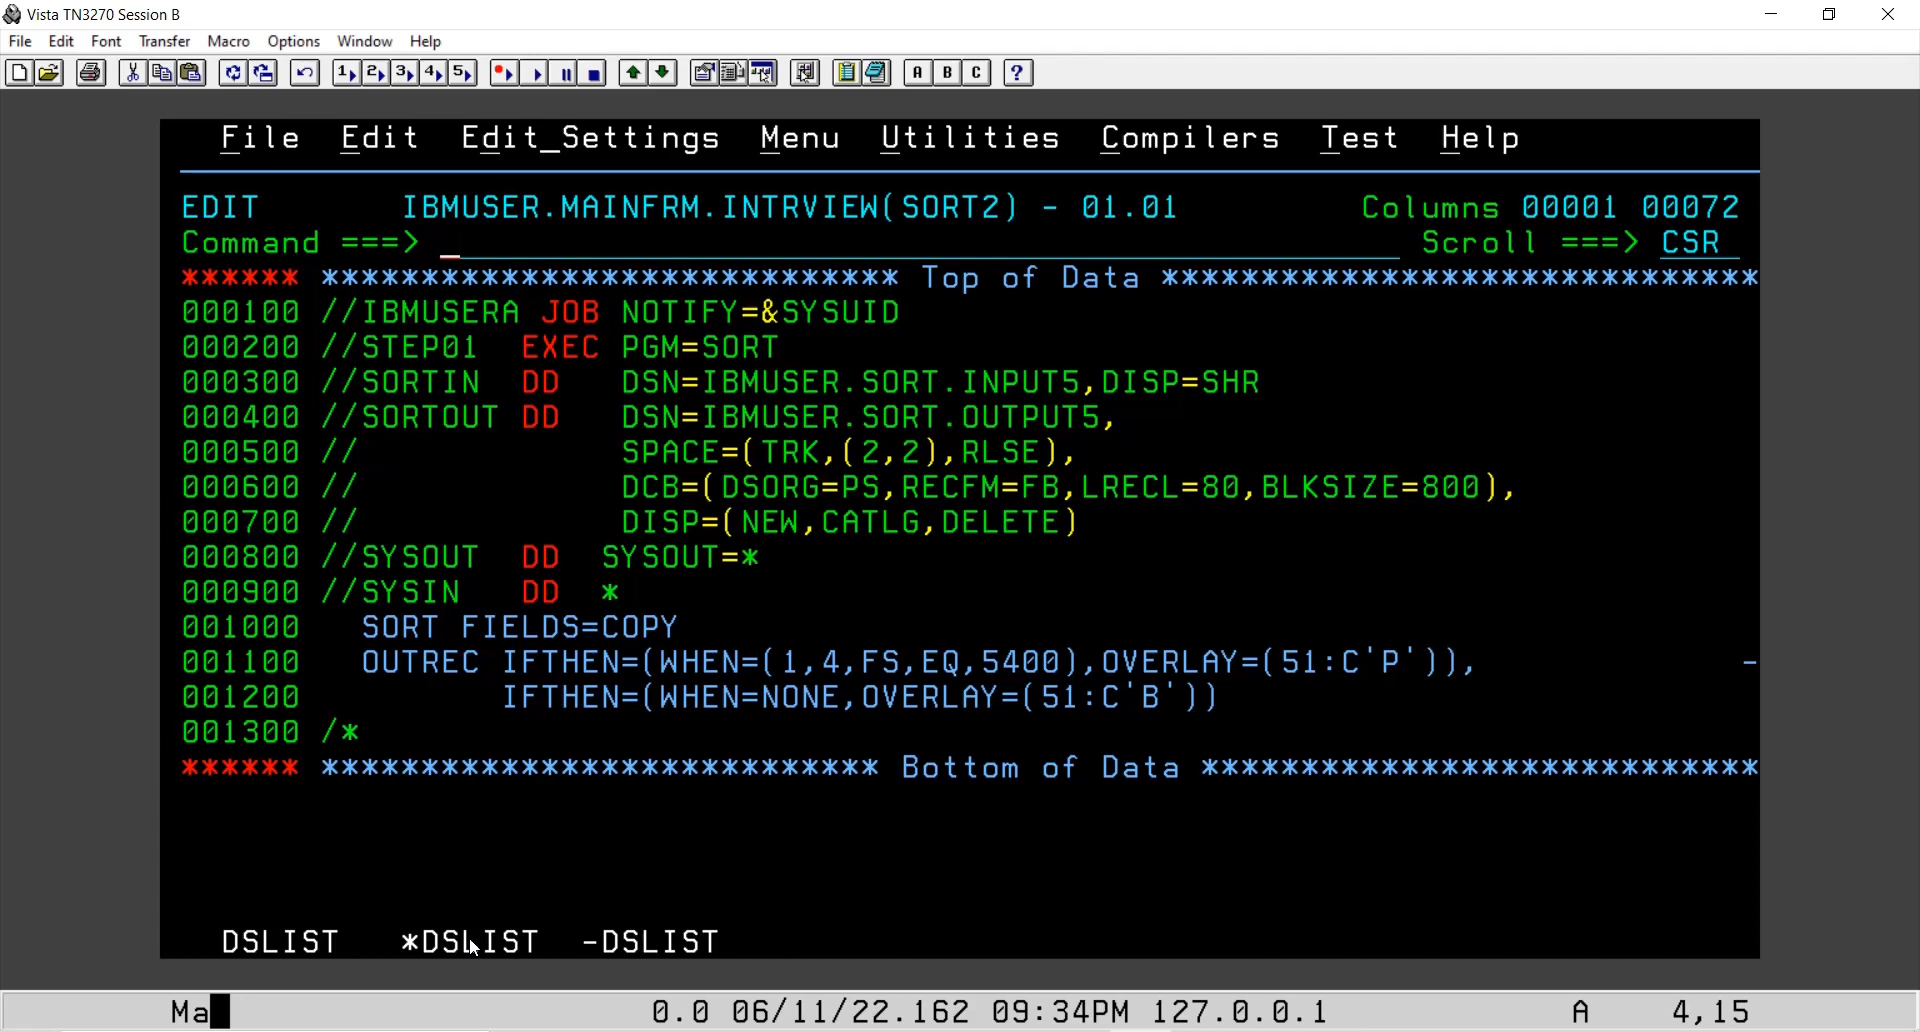 Vista TN3270 Session B
File Edit Font Transfer Macro Options Window Help
1 2 3 4 5 A B C ?
File Edit Edit_Settings Menu Utilities Compilers Test Help
EDIT IBMUSER.MAINFRM.INTRVIEW(SORT2) - 01.01 Columns 00001 00072
Command ===> _ Scroll ===> CSR
****** ***************************** Top of Data ******************************
000100 //IBMUSERA JOB NOTIFY=&SYSUID
000200 //STEP01  EXEC PGM=SORT
000300 //SORTIN  DD   DSN=IBMUSER.SORT.INPUT5,DISP=SHR
000400 //SORTOUT DD   DSN=IBMUSER.SORT.OUTPUT5,
000500 //             SPACE=(TRK,(2,2),RLSE),
000600 //             DCB=(DSORG=PS,RECFM=FB,LRECL=80,BLKSIZE=800),
000700 //             DISP=(NEW,CATLG,DELETE)
000800 //SYSOUT  DD  SYSOUT=*
000900 //SYSIN   DD  *
001000   SORT FIELDS=COPY
001100   OUTREC IFTHEN=(WHEN=(1,4,FS,EQ,5400),OVERLAY=(51:C'P')), -
001200          IFTHEN=(WHEN=NONE,OVERLAY=(51:C'B'))
001300 /*
****** **************************** Bottom of Data ****************************
DSLIST *DSLIST -DSLIST
Ma 0.0 06/11/22.162 09:34PM 127.0.0.1 A 4,15